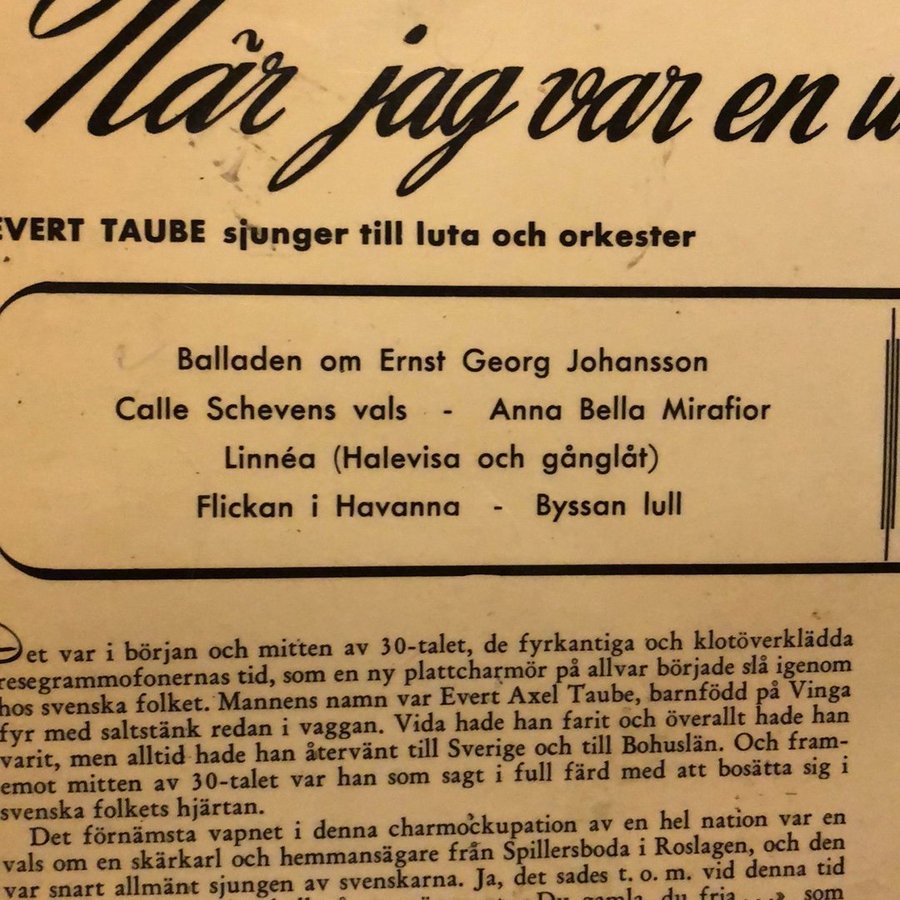 När jag var en
EVERT TAUBE sjunger till luta och orkester
Balladen om Ernst Georg Johansson
Calle Schevens vals - Anna Bella Mirafior
Linnéa (Halevisa och gånglåt)
Flickan i Havanna - Byssan lull
Det var i början och mitten av 30-talet, de fyrkantiga och klotöverklädda
resegrammofonernas tid, som en ny plattcharmör på allvar började slå igenom
hos svenska folket. Mannens namn var Evert Axel Taube, barnfödd på Vinga
fyr med saltstänk redan i vaggan. Vida hade han farit och överallt hade han
varit, men alltid hade han återvänt till Sverige och till Bohuslän. Och fram-
emot mitten av 30-talet var han som sagt i full färd med att bosätta sig i
svenska folkets hjärtan.
Det förnämsta vapnet i denna charmockupation av en hel nation var en
vals om en skärkarl och hemmansägare från Spillersboda i Roslagen, och den
var snart allmänt sjungen av svenskarna. Ja, det sades t. o. m. vid denna tid
Du gamla, du fria...» som